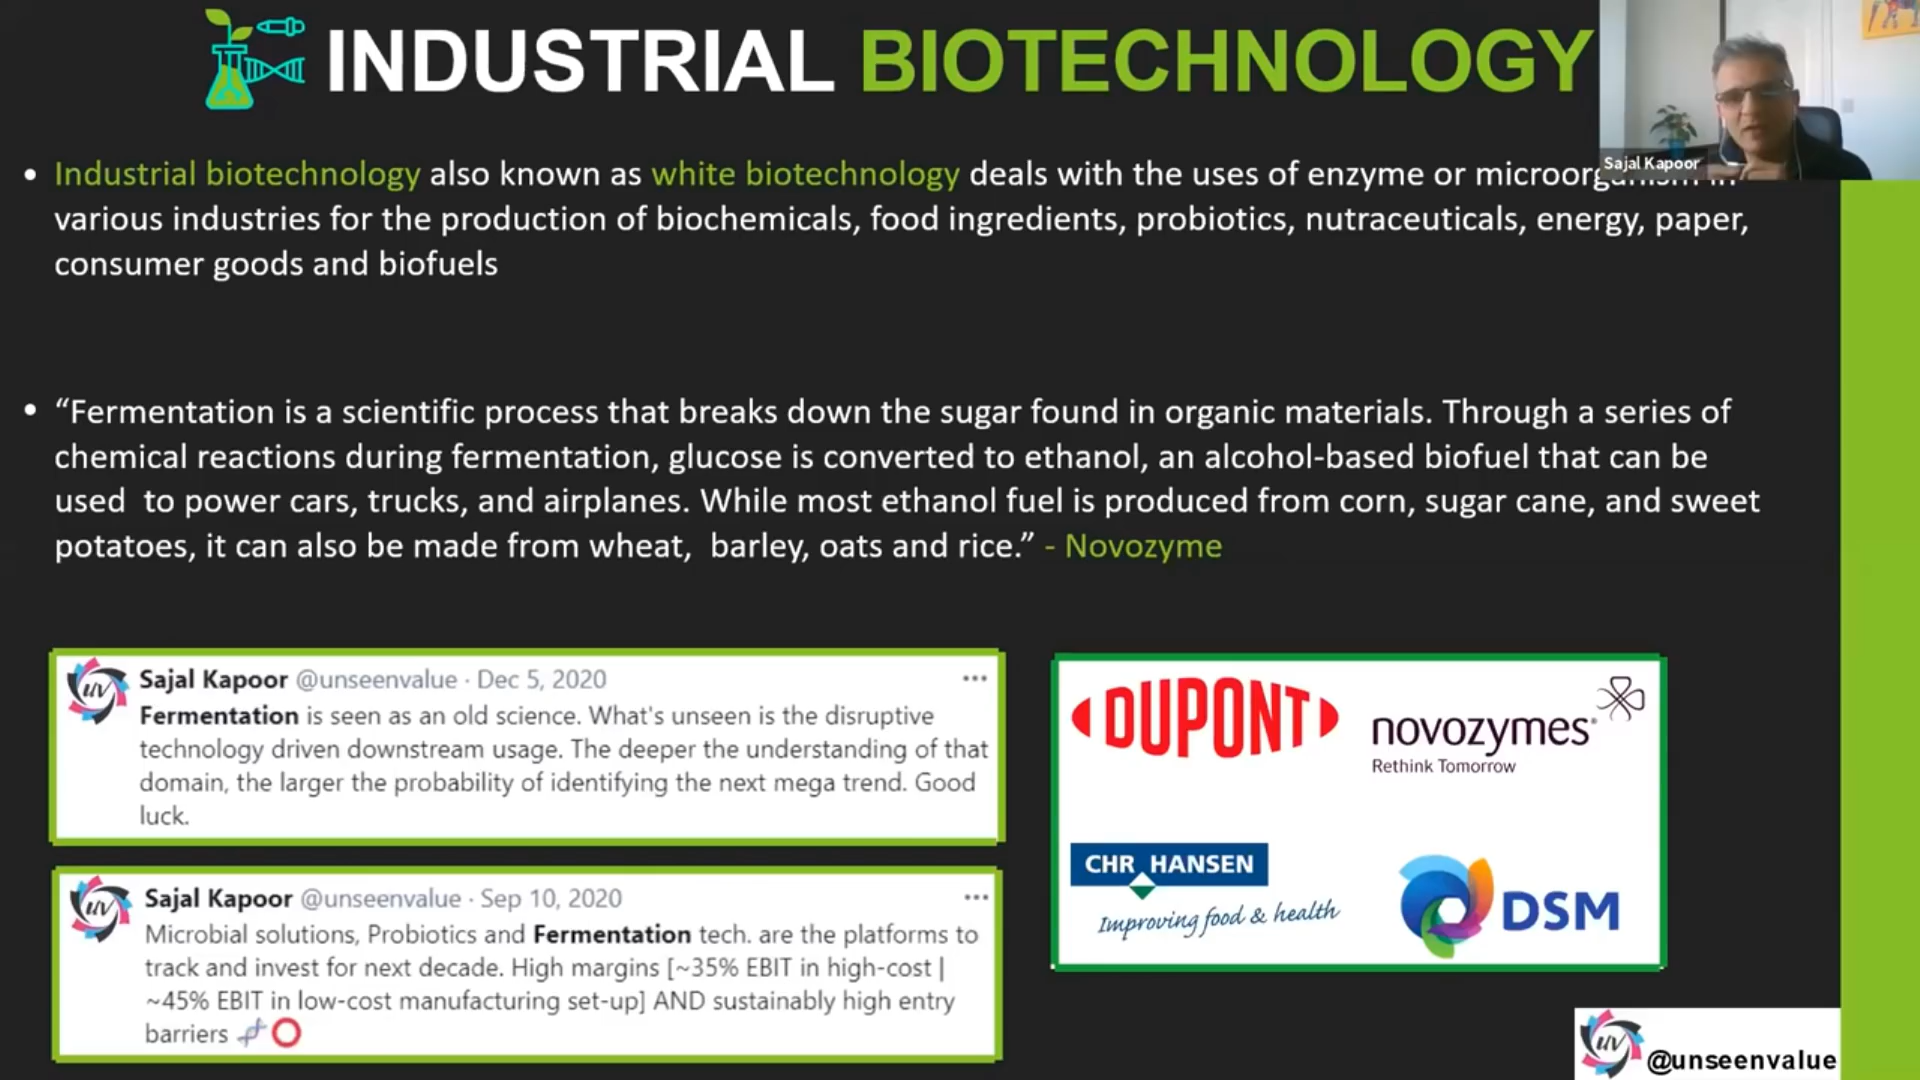 INDUSTRIAL BIOTECHNOLOGY
Sajal Kapoor
• Industrial biotechnology also known as white biotechnology deals with the uses of enzyme or microorganism in
various industries for the production of biochemicals, food ingredients, probiotics, nutraceuticals, energy, paper,
consumer goods and biofuels
• “Fermentation is a scientific process that breaks down the sugar found in organic materials. Through a series of
chemical reactions during fermentation, glucose is converted to ethanol, an alcohol-based biofuel that can be
used to power cars, trucks, and airplanes. While most ethanol fuel is produced from corn, sugar cane, and sweet
potatoes, it can also be made from wheat, barley, oats and rice.” - Novozyme
UV
Sajal Kapoor @unseenvalue · Dec 5, 2020
Fermentation is seen as an old science. What's unseen is the disruptive
technology driven downstream usage. The deeper the understanding of that
domain, the larger the probability of identifying the next mega trend. Good
luck.
UV
Sajal Kapoor @unseenvalue · Sep 10, 2020
Microbial solutions, Probiotics and Fermentation tech. are the platforms to
track and invest for next decade. High margins [~35% EBIT in high-cost |
~45% EBIT in low-cost manufacturing set-up] AND sustainably high entry
barriers
DUPONT
novozymes®
Rethink Tomorrow
CHR HANSEN
Improving food & health
DSM
UV
@unseenvalue